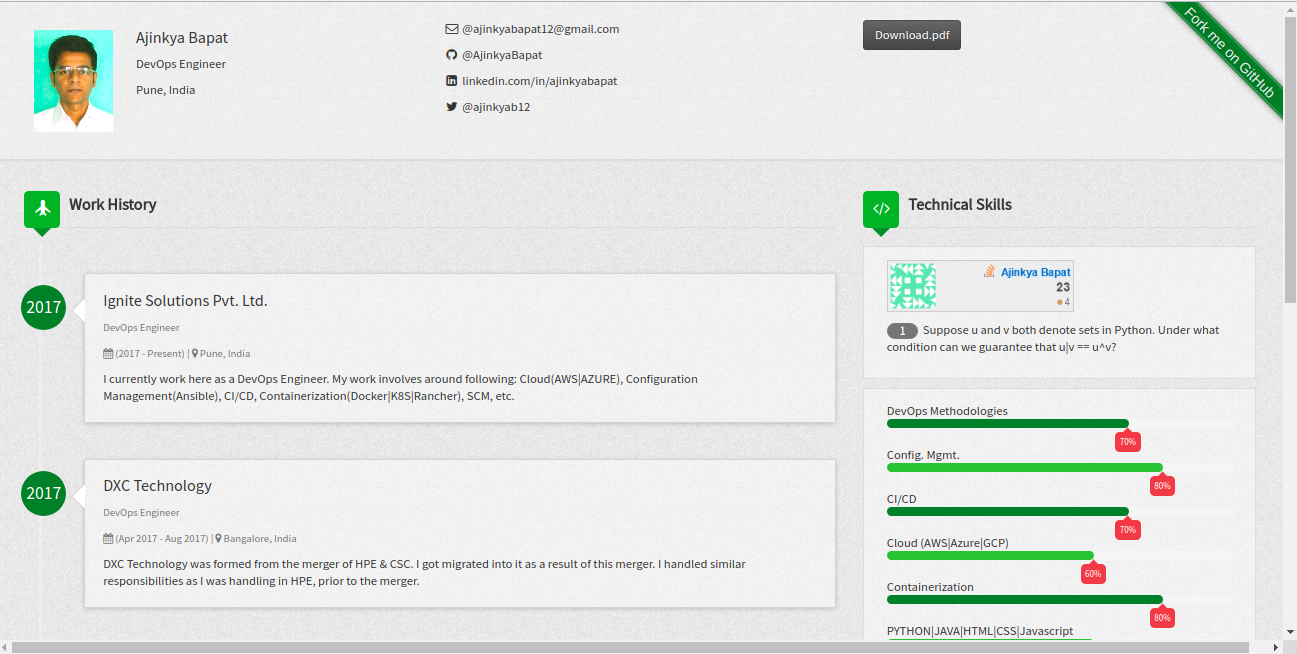 Ajinkya Bapat
DevOps Engineer
Pune, India
@ajinkyabapat12@gmail.com
@AjinkyaBapat
linkedin.com/in/ajinkyabapat
@ajinkyab12
Download.pdf
Fork me on GitHub
Work History
2017
Ignite Solutions Pvt. Ltd.
DevOps Engineer
(2017 - Present) | Pune, India
I currently work here as a DevOps Engineer. My work involves around following: Cloud(AWS|AZURE), Configuration
Management(Ansible), CI/CD, Containerization(Docker|K8S|Rancher), SCM, etc.
2017
DXC Technology
DevOps Engineer
(Apr 2017 - Aug 2017) | Bangalore, India
DXC Technology was formed from the merger of HPE & CSC. I got migrated into it as a result of this merger. I handled similar
responsibilities as I was handling in HPE, prior to the merger.
Technical Skills
Ajinkya Bapat
23
4
1 Suppose u and v both denote sets in Python. Under what
condition can we guarantee that u|v == u^v?
DevOps Methodologies
70%
Config. Mgmt.
80%
CI/CD
70%
Cloud (AWS|Azure|GCP)
60%
Containerization
80%
PYTHON|JAVA|HTML|CSS|Javascript